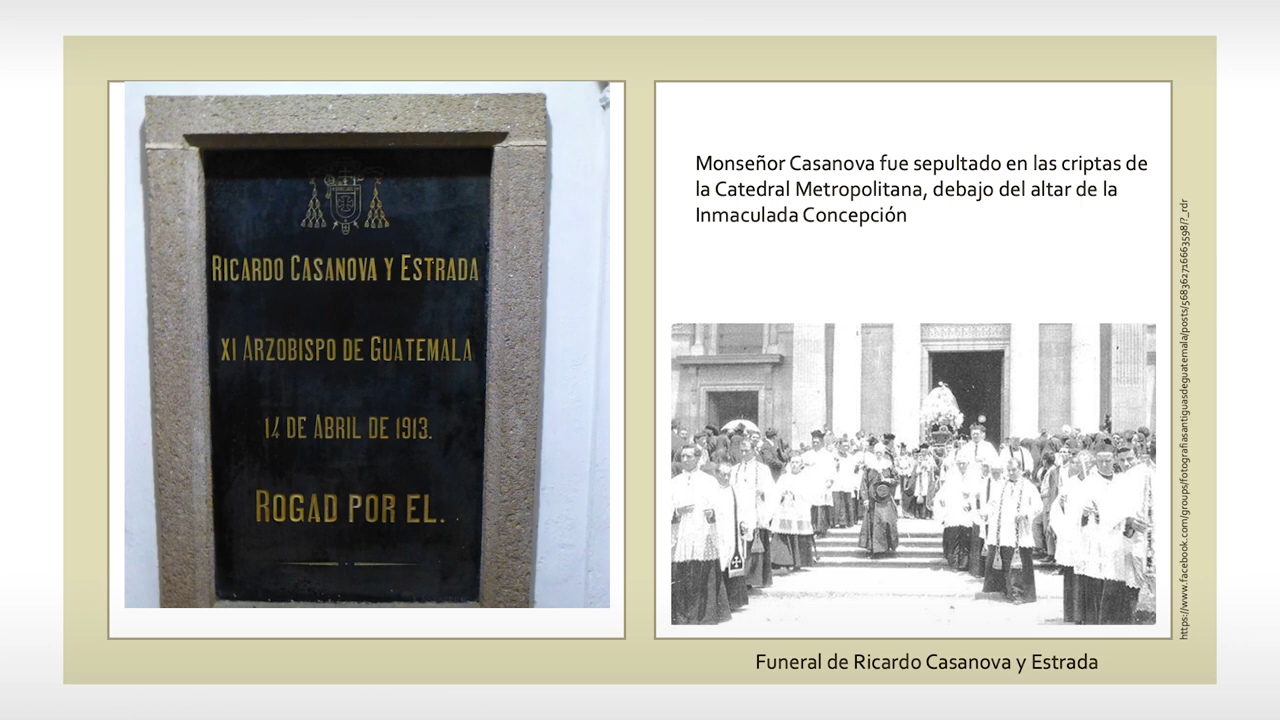 RICARDO CASANOVA Y ESTRADA
XI ARZOBISPO DE GUATEMALA
14 DE ABRIL DE 1913.
ROGAD POR EL.
Monseñor Casanova fue sepultado en las criptas de
la Catedral Metropolitana, debajo del altar de la
Inmaculada Concepción
Funeral de Ricardo Casanova y Estrada
https://www.facebook.com/groups/fotografiasantiguasdeguatemala/posts/5683627166663598/?_rdr